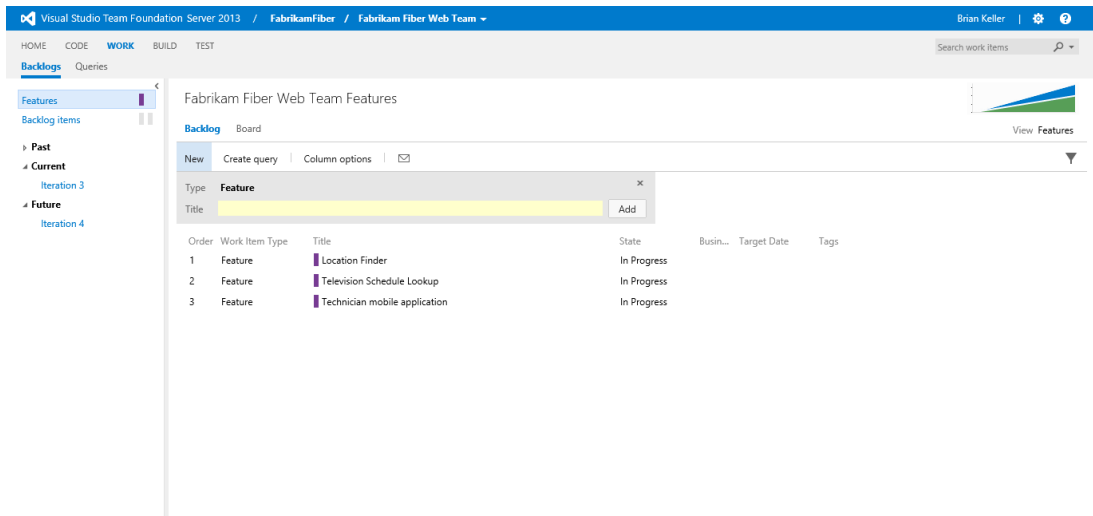 Visual Studio Team Foundation Server 2013 / FabrikamFiber / Fabrikam Fiber Web Team Brian Keller |
HOME CODE WORK BUILD TEST Search work items
Backlogs Queries
Features
Backlog items
Past
Current
Iteration 3
Future
Iteration 4
Fabrikam Fiber Web Team Features
Backlog Board View Features
New Create query Column options
Type Feature
Title Add
Order Work Item Type Title State Busin... Target Date Tags
1 Feature Location Finder In Progress
2 Feature Television Schedule Lookup In Progress
3 Feature Technician mobile application In Progress